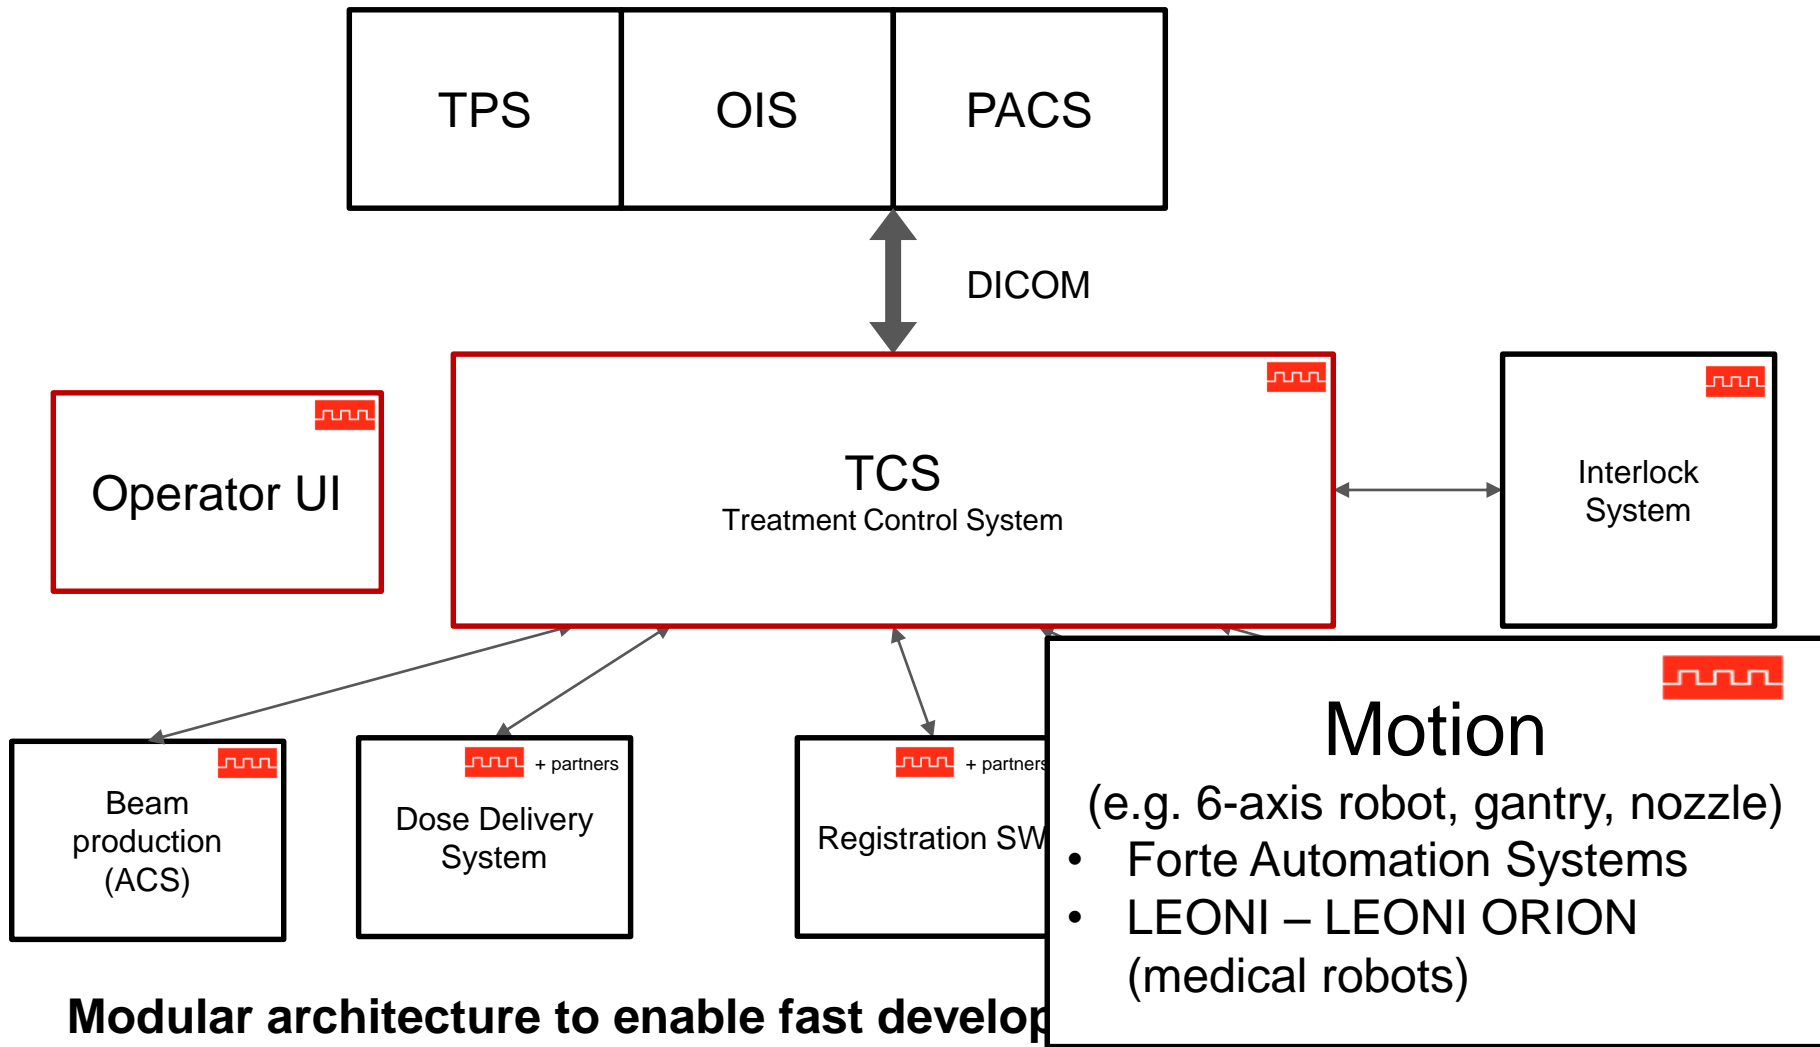 TPS
OIS
PACS
DICOM
Operator UI
TCS
Treatment Control System
Interlock
System
Beam
production
(ACS)
+ partners
Dose Delivery
System
+ partners
Registration SW
Motion
(e.g. 6-axis robot, gantry, nozzle)
• Forte Automation Systems
• LEONI – LEONI ORION
(medical robots)
Modular architecture to enable fast develop